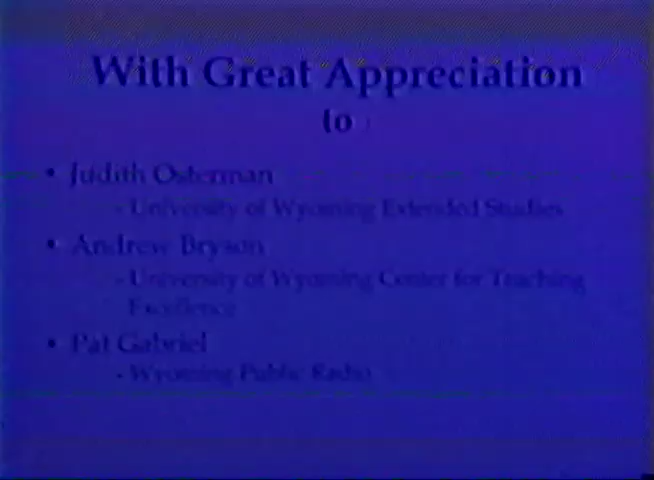 With Great Appreciation
to
• Judith Osterman
- University of Wyoming Extended Studies
• Andrew Bryson
- University of Wyoming Center for Teaching
Excellence
• Pat Gabriel
- Wyoming Public Radio